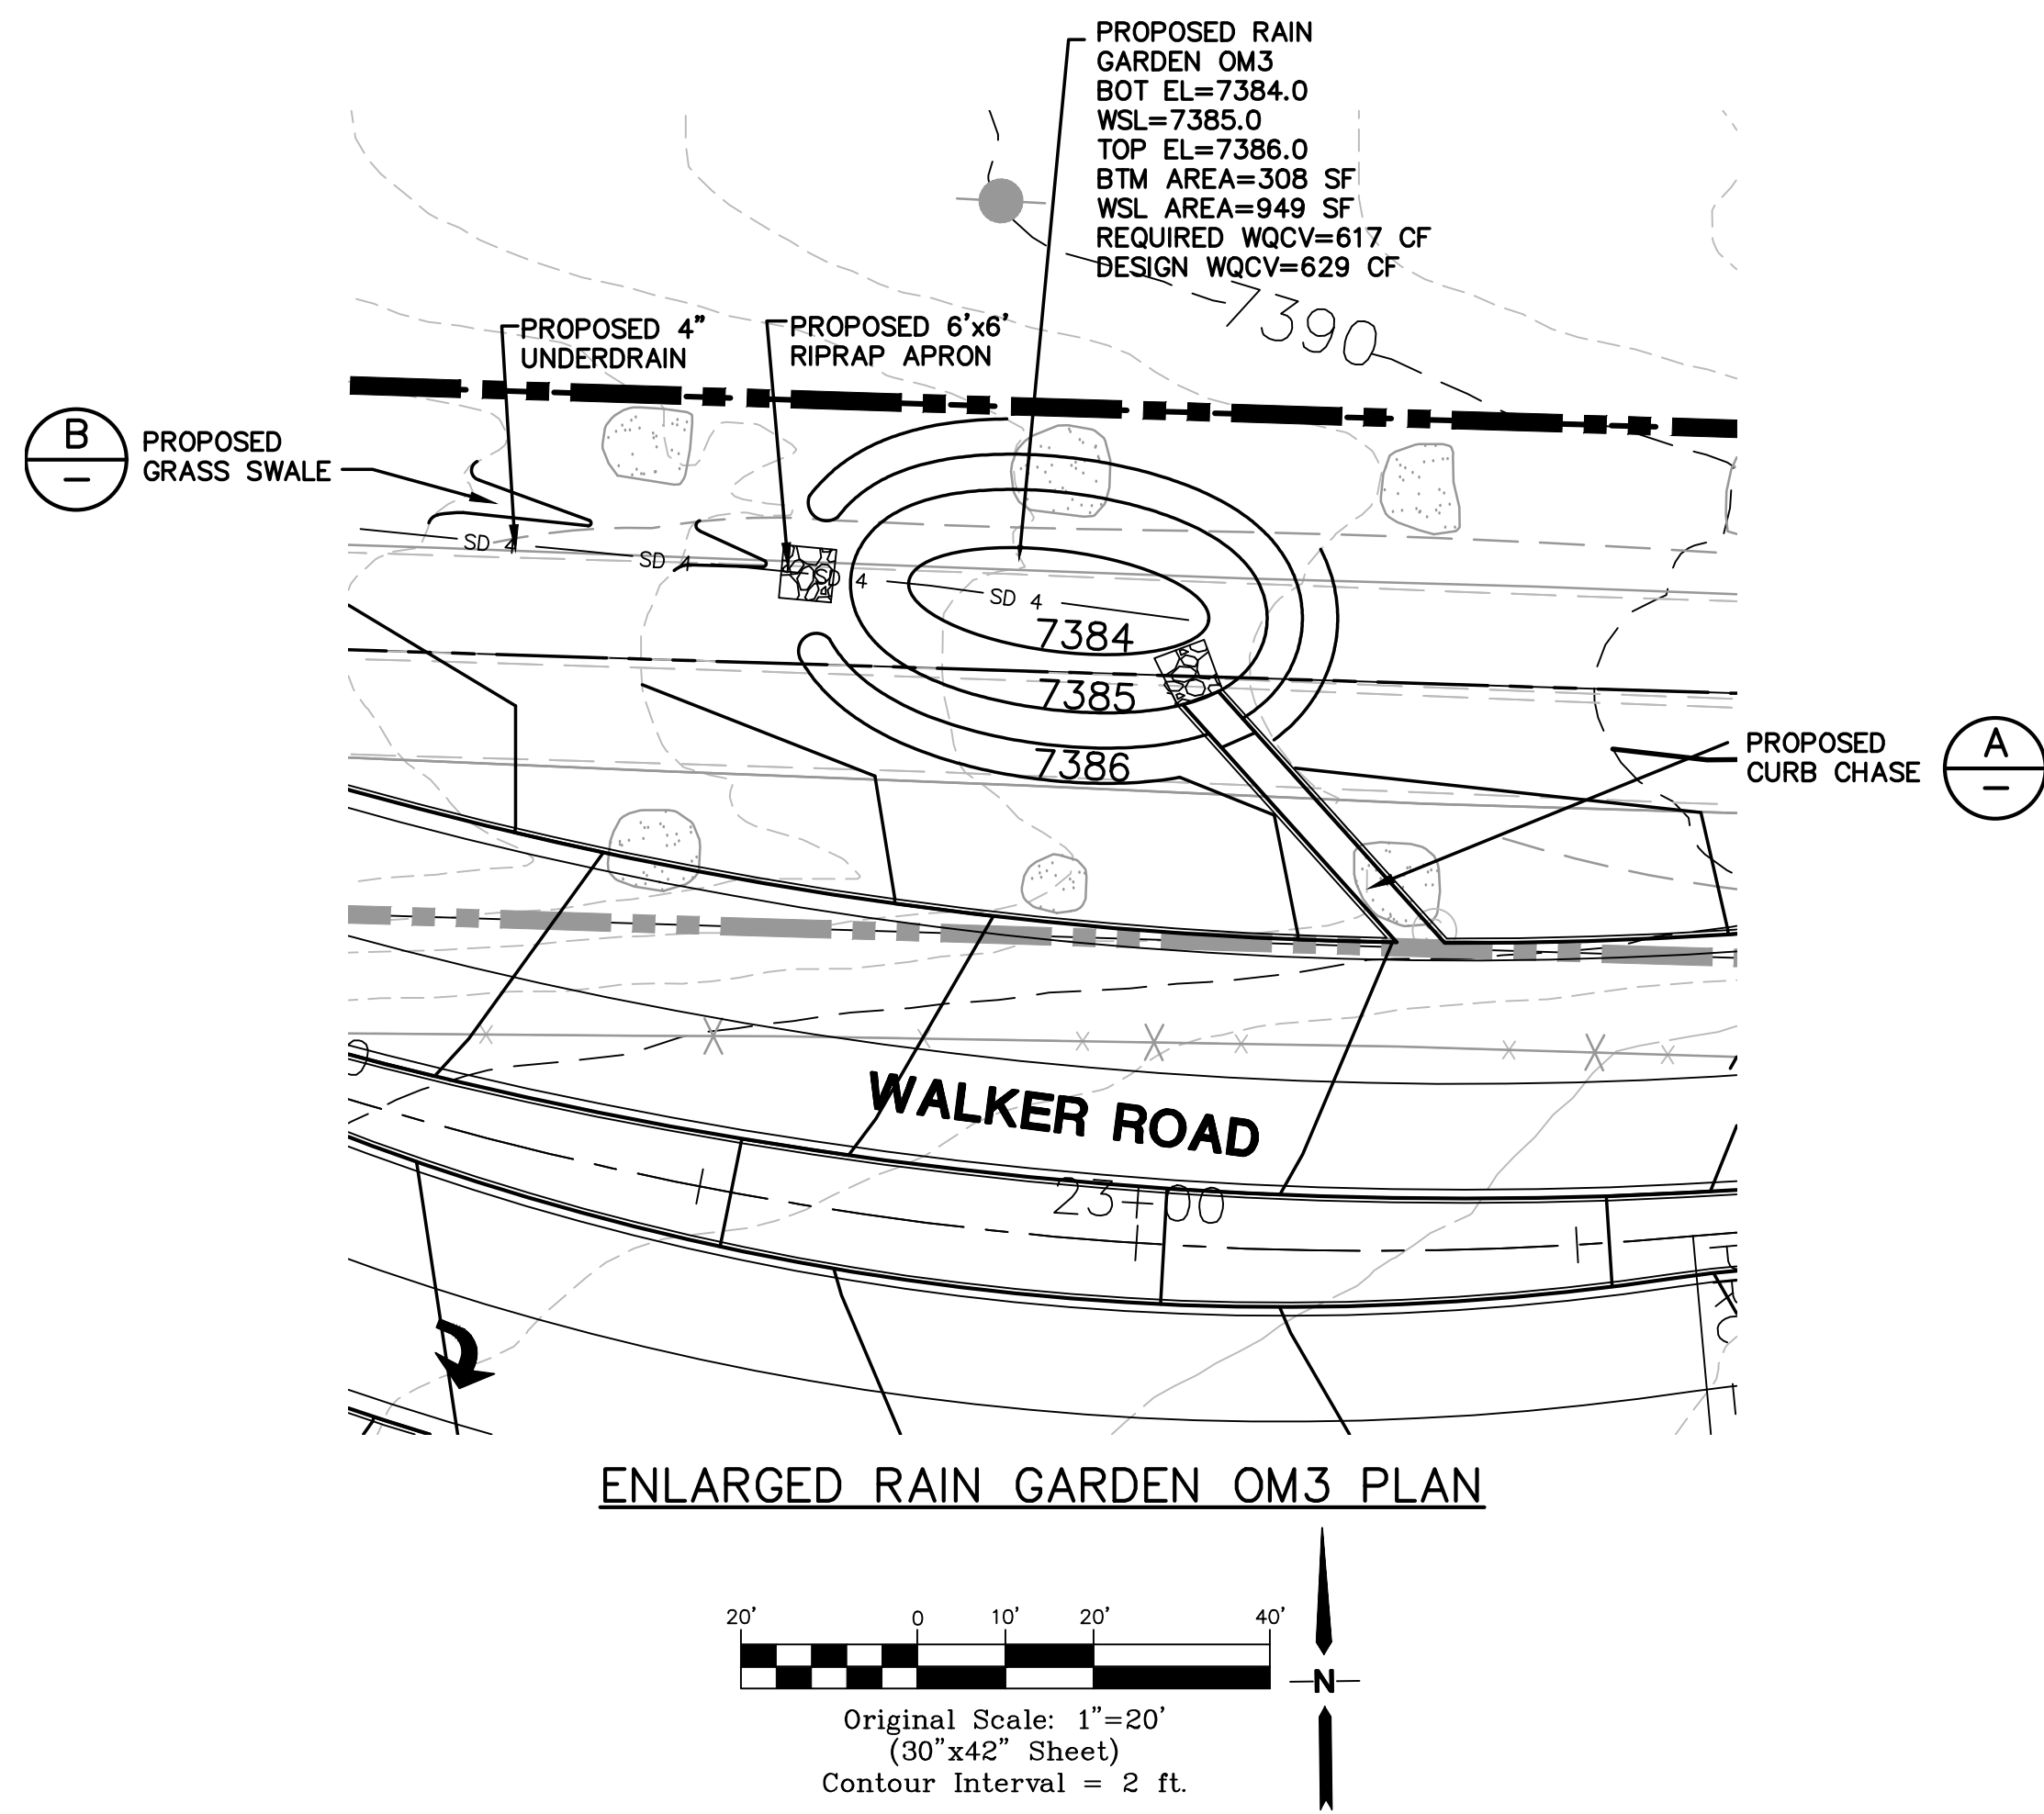 PROPOSED RAIN
GARDEN OM3
BOT EL=7384.0
WSL=7385.0
TOP EL=7386.0
BTM AREA=308 SF
WSL AREA=949 SF
REQUIRED WQCV=617 CF
DESIGN WQCV=629 CF
7390
PROPOSED 4"
UNDERDRAIN
PROPOSED 6'x6'
RIPRAP APRON
B
–
PROPOSED
GRASS SWALE
SD 4
SD 4
SD 4
SD 4
7384
7385
7386
PROPOSED
CURB CHASE
A
–
WALKER ROAD
23+00
ENLARGED RAIN GARDEN OM3 PLAN
20' 0 10' 20' 40'
N
Original Scale: 1"=20'
(30"x42" Sheet)
Contour Interval = 2 ft.